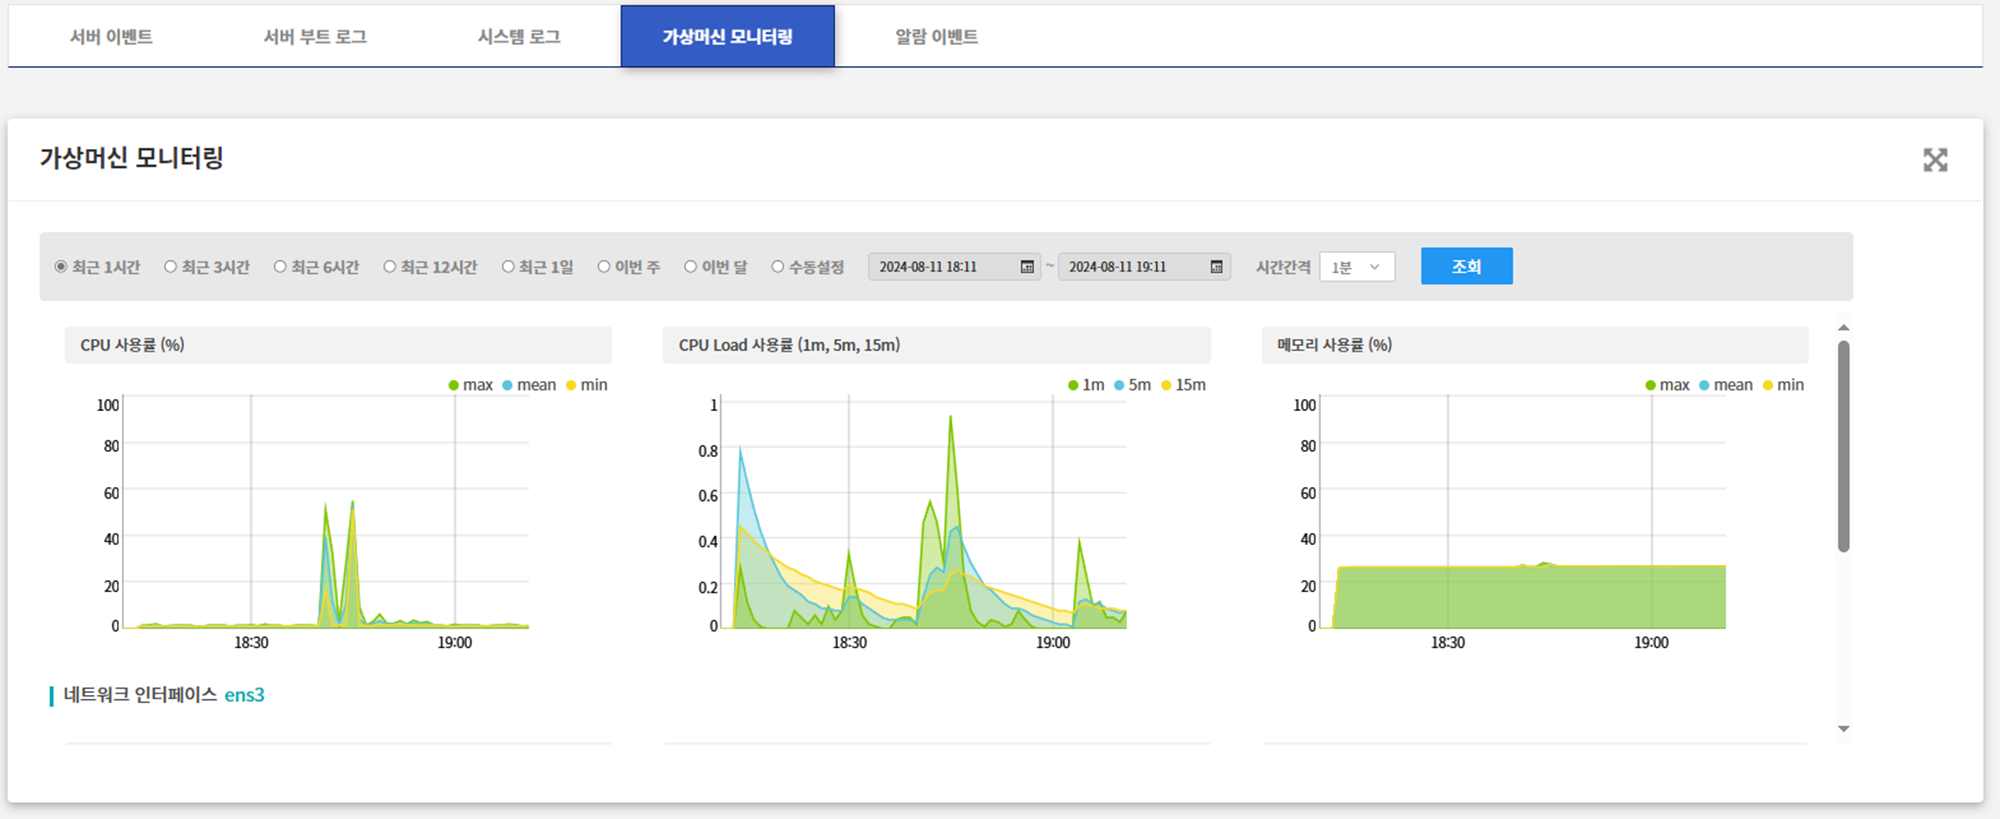 서버 이벤트 서버 부트 로그 시스템 로그 가상머신 모니터링 알람 이벤트
가상머신 모니터링
최근 1시간 최근 3시간 최근 6시간 최근 12시간 최근 1일 이번 주 이번 달 수동설정 2024-08-11 18:11 ~ 2024-08-11 19:11 시간간격 1분 조회
CPU 사용률 (%)
max mean min
100
80
60
40
20
0
18:30 19:00
CPU Load 사용률 (1m, 5m, 15m)
1m 5m 15m
1
0.8
0.6
0.4
0.2
0
18:30 19:00
메모리 사용률 (%)
max mean min
100
80
60
40
20
0
18:30 19:00
네트워크 인터페이스 ens3